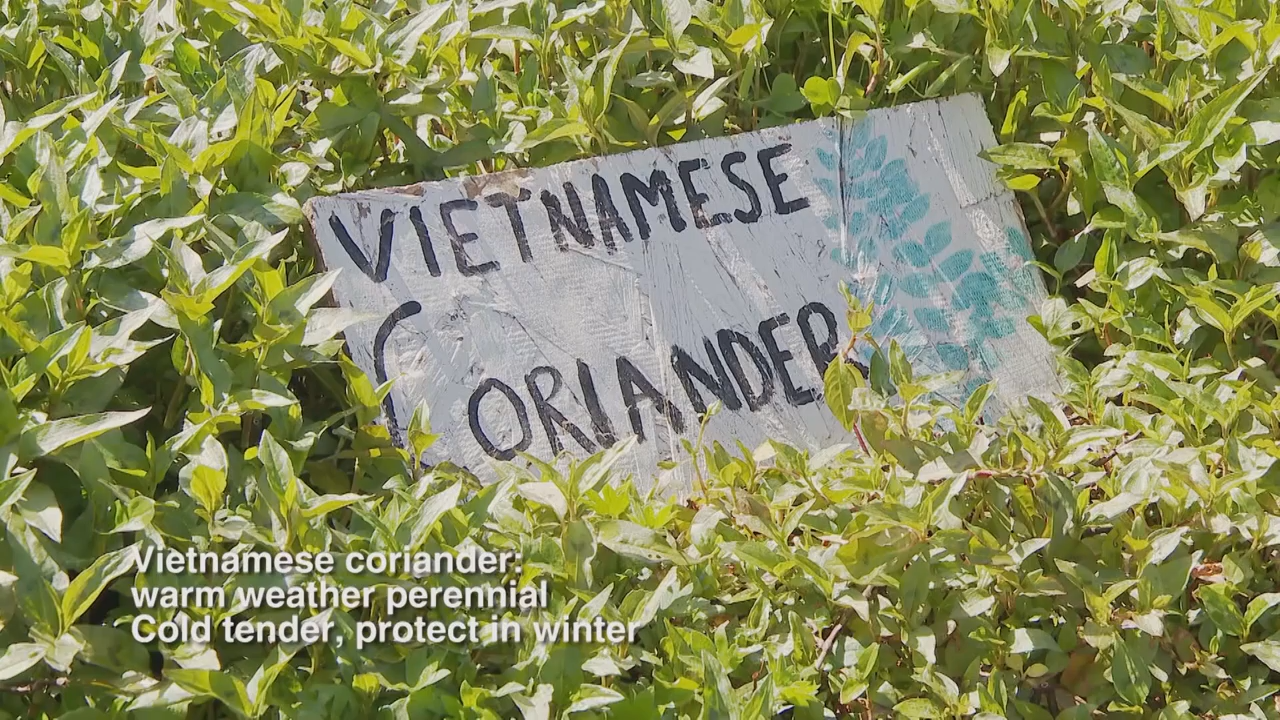 VIETNAMESE
CORIANDER
Vietnamese coriander:
warm weather perennial
Cold tender, protect in winter